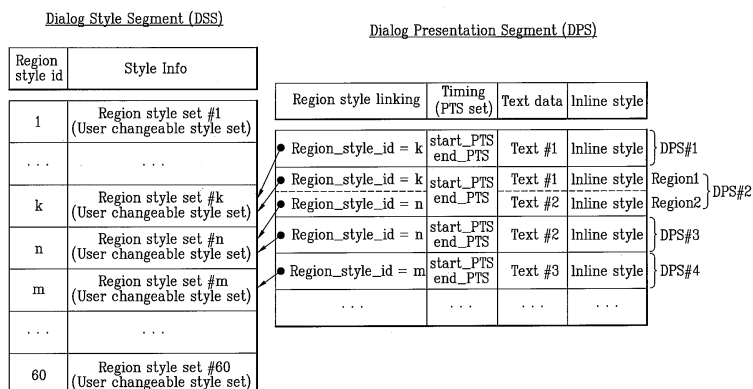 Dialog Style Segment (DSS)
Region style id
Style Info
1
Region style set #1
(User changeable style set)
. . .
. . .
k
Region style set #k
(User changeable style set)
n
Region style set #n
(User changeable style set)
m
Region style set #m
(User changeable style set)
. . .
. . .
60
Region style set #60
(User changeable style set)
Dialog Presentation Segment (DPS)
Region style linking
Timing
(PTS set)
Text data
Inline style
Region_style_id = k
start_PTS
end_PTS
Text #1
Inline style
DPS#1
Region_style_id = k
start_PTS
end_PTS
Text #1
Inline style
Region1
Region_style_id = n
Text #2
Inline style
Region2
DPS#2
Region_style_id = n
start_PTS
end_PTS
Text #2
Inline style
DPS#3
Region_style_id = m
start_PTS
end_PTS
Text #3
Inline style
DPS#4
. . .
. . .
. . .
. . .